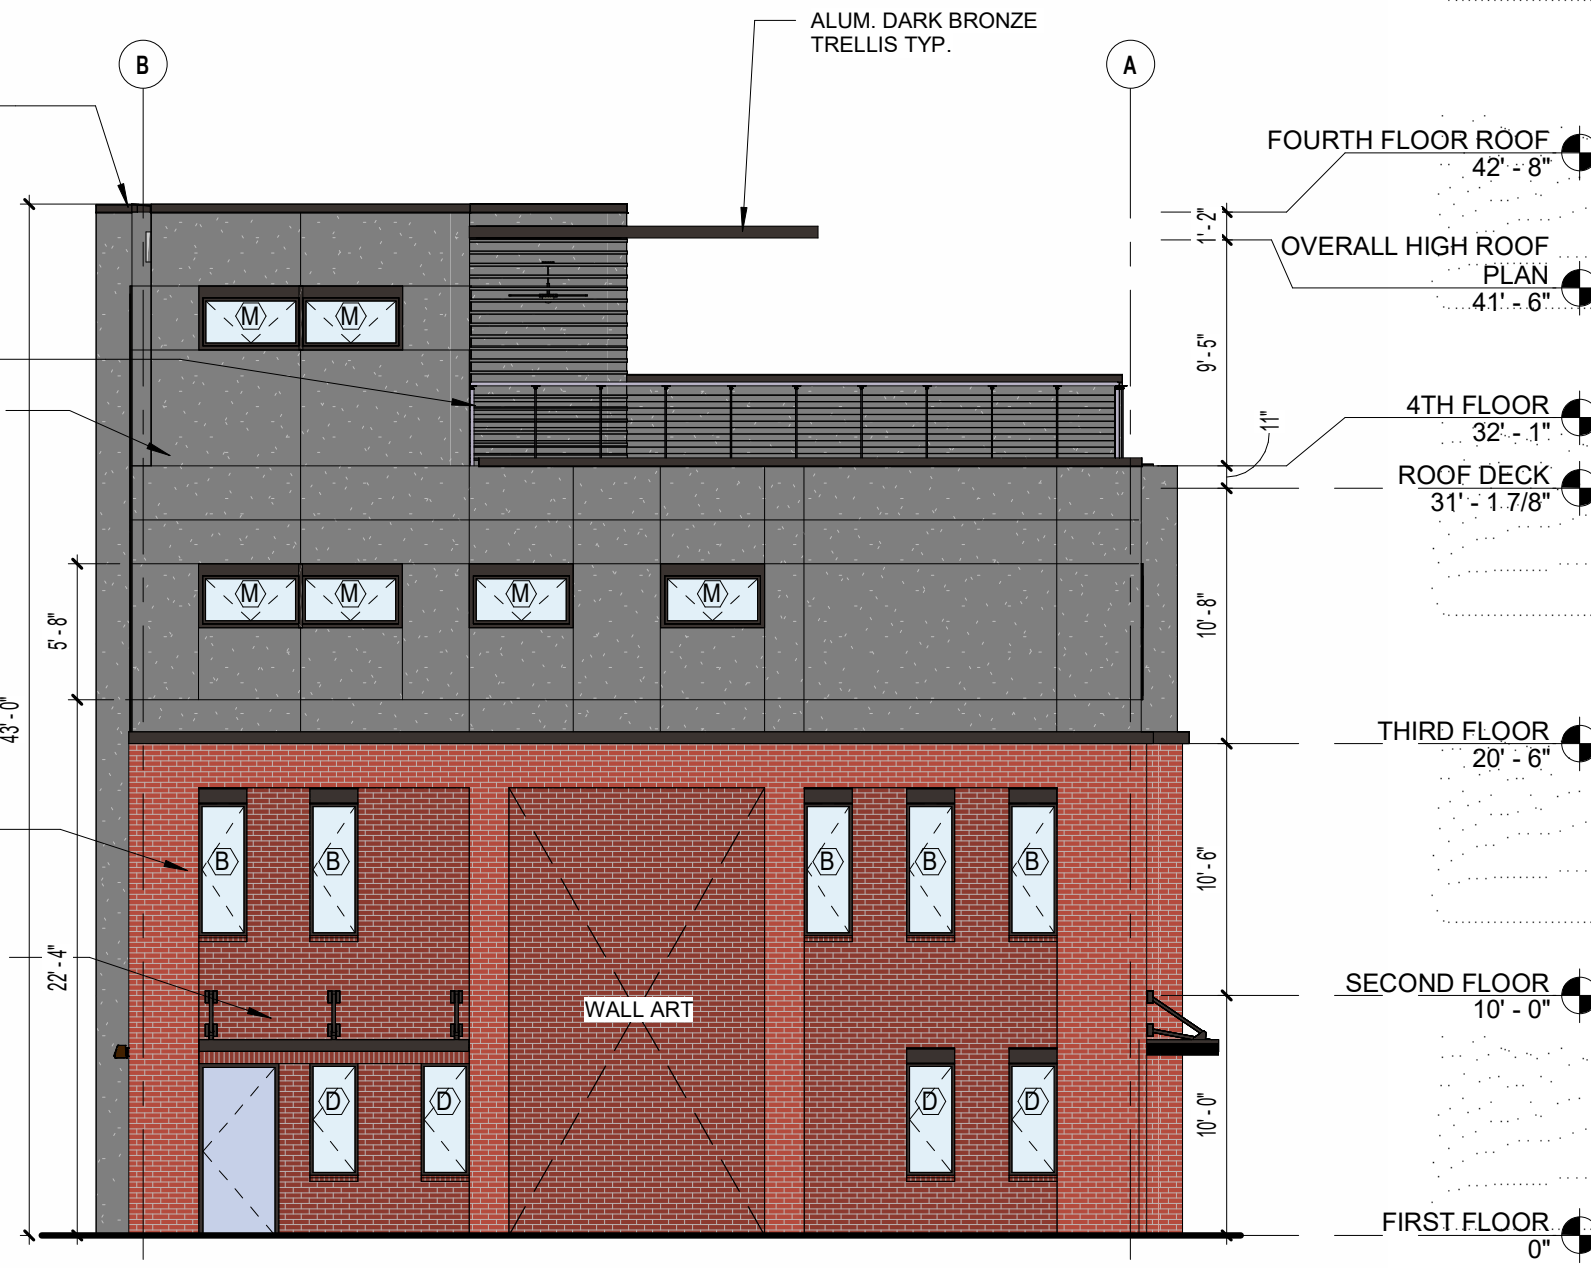 ALUM. DARK BRONZE
TRELLIS TYP.
B
A
FOURTH FLOOR ROOF
42' - 8"
1' - 2"
OVERALL HIGH ROOF
PLAN
41' - 6"
M
M
9' - 5"
4TH FLOOR
32' - 1"
11"
ROOF DECK
31' - 1 7/8"
M
M
M
M
5' - 8"
10' - 8"
43' - 0"
THIRD FLOOR
20' - 6"
B
B
B
B
B
10' - 6"
22' - 4"
SECOND FLOOR
10' - 0"
WALL ART
D
D
D
D
10' - 0"
FIRST FLOOR
0"